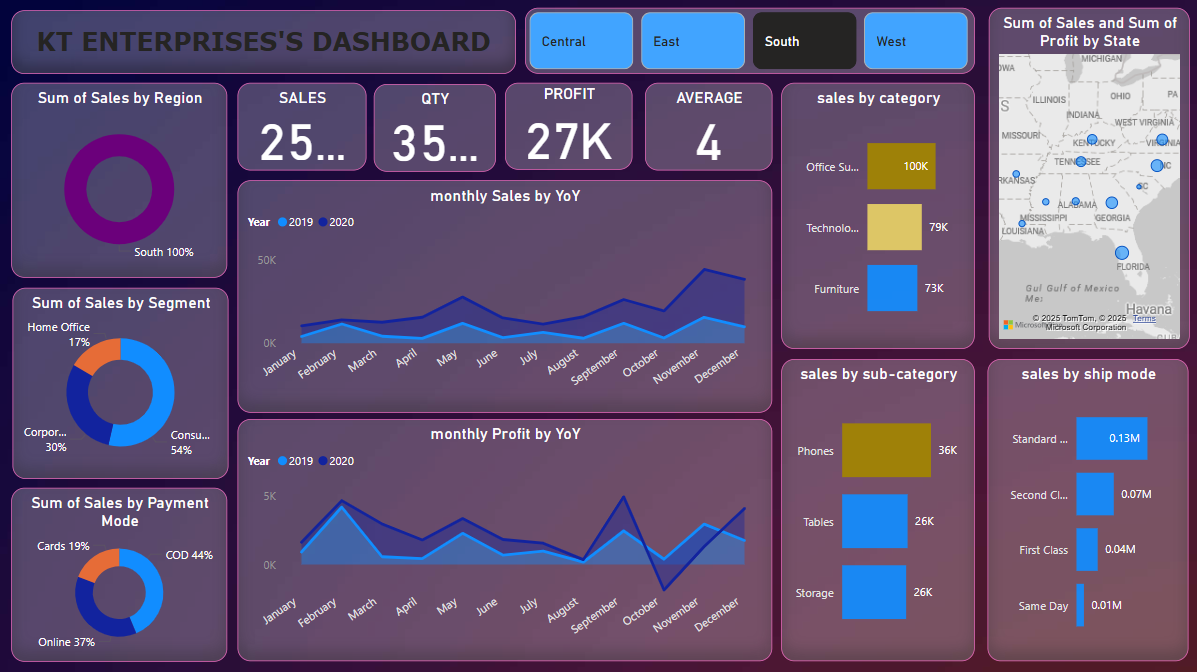 KT ENTERPRISES'S DASHBOARD
Central
East
South
West
Sum of Sales and Sum of
Profit by State
MICHIGAN
OWA
ILLINOIS
OHIO
PA
S
INDIANA
WEST VIRGINIA
MISSOURI
KENTUCKY
VIRGINIA
TENNESSEE
NC
RKANSAS
SC
ALABAMA
MISSISSIPPI
GEORGIA
LOUISIANA
FLORIDA
Gulf of Mexico
Havana
© 2025 TomTom, © 2025
Microsoft Corporation
Terms
CUB
Sum of Sales by Region
South 100%
SALES
25...
QTY
35...
PROFIT
27K
AVERAGE
4
sales by category
Office Su...
100K
Technolo...
79K
Furniture
73K
monthly Sales by YoY
Year 2019 2020
50K
0K
January
February
March
April
May
June
July
August
September
October
November
December
Sum of Sales by Segment
Home Office
17%
Corpor...
30%
Consu...
54%
sales by sub-category
Phones
36K
Tables
26K
Storage
26K
sales by ship mode
Standard ...
0.13M
Second Cl...
0.07M
First Class
0.04M
Same Day
0.01M
monthly Profit by YoY
Year 2019 2020
5K
0K
January
February
March
April
May
June
July
August
September
October
November
December
Sum of Sales by Payment
Mode
Cards 19%
COD 44%
Online 37%